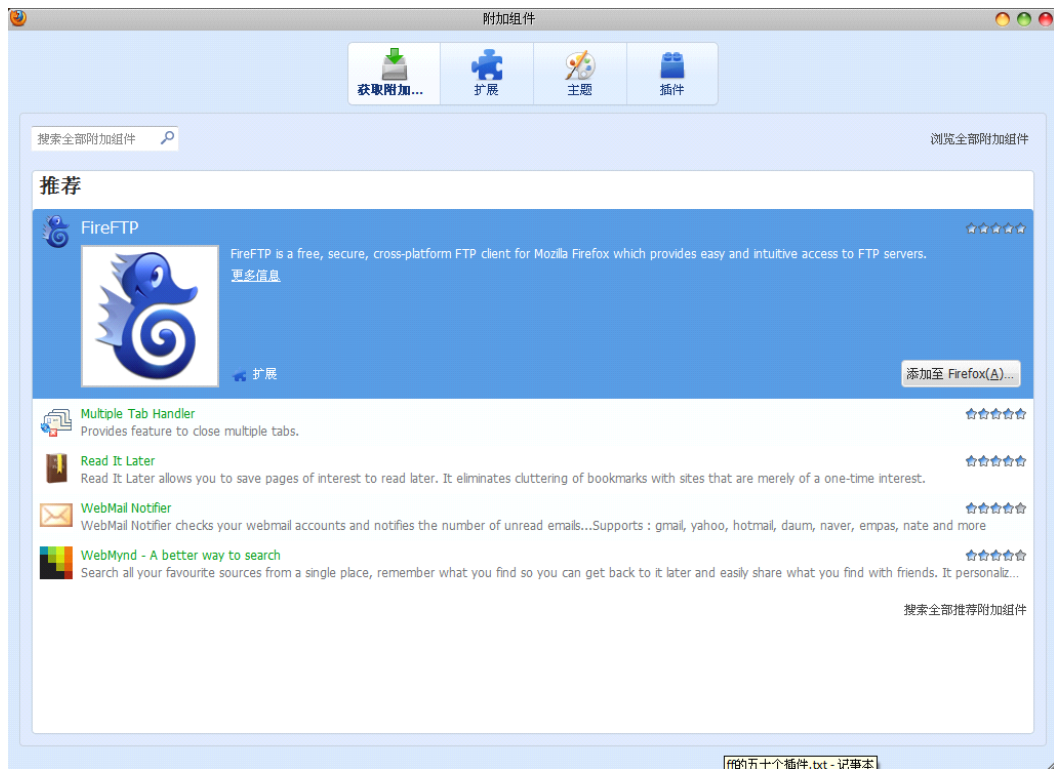 附加组件
获取附加...
扩展
主题
插件
搜索全部附加组件
浏览全部附加组件
推荐
FireFTP
FireFTP is a free, secure, cross-platform FTP client for Mozilla Firefox which provides easy and intuitive access to FTP servers.
更多信息
扩展
添加至 Firefox(A)...
Multiple Tab Handler
Provides feature to close multiple tabs.
Read It Later
Read It Later allows you to save pages of interest to read later. It eliminates cluttering of bookmarks with sites that are merely of a one-time interest.
WebMail Notifier
WebMail Notifier checks your webmail accounts and notifies the number of unread emails...Supports : gmail, yahoo, hotmail, daum, naver, empas, nate and more
WebMynd - A better way to search
Search all your favourite sources from a single place, remember what you find so you can get back to it later and easily share what you find with friends. It personaliz...
搜索全部推荐附加组件
ff的五十个插件.txt - 记事本